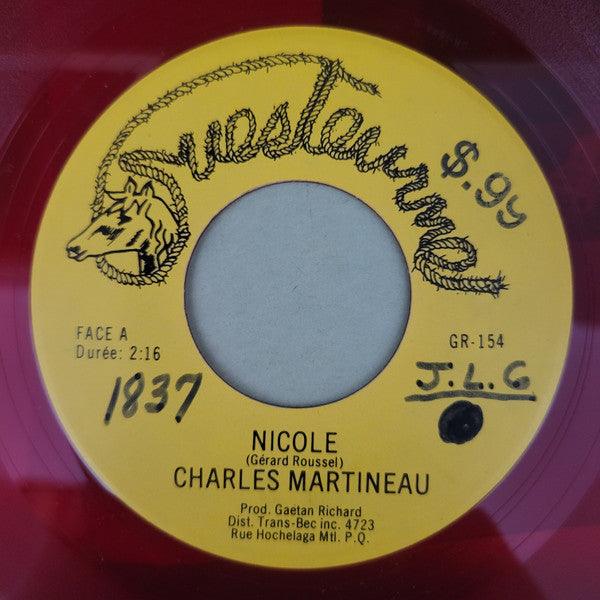 Ouesteurne
$.99
FACE A
Durée: 2:16
GR-154
1837
J.L.G
NICOLE
(Gérard Roussel)
CHARLES MARTINEAU
Prod. Gaetan Richard
Dist. Trans-Bec inc. 4723
Rue Hochelaga Mtl. P.Q.